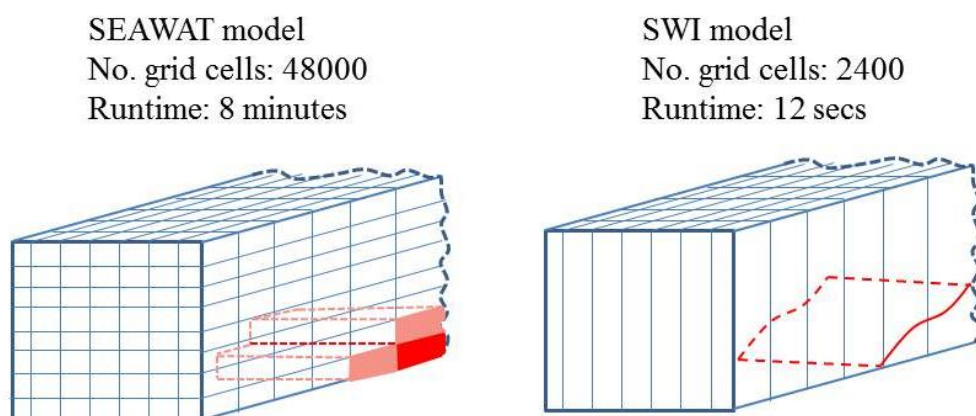 SEAWAT model
No. grid cells: 48000
Runtime: 8 minutes
SWI model
No. grid cells: 2400
Runtime: 12 secs